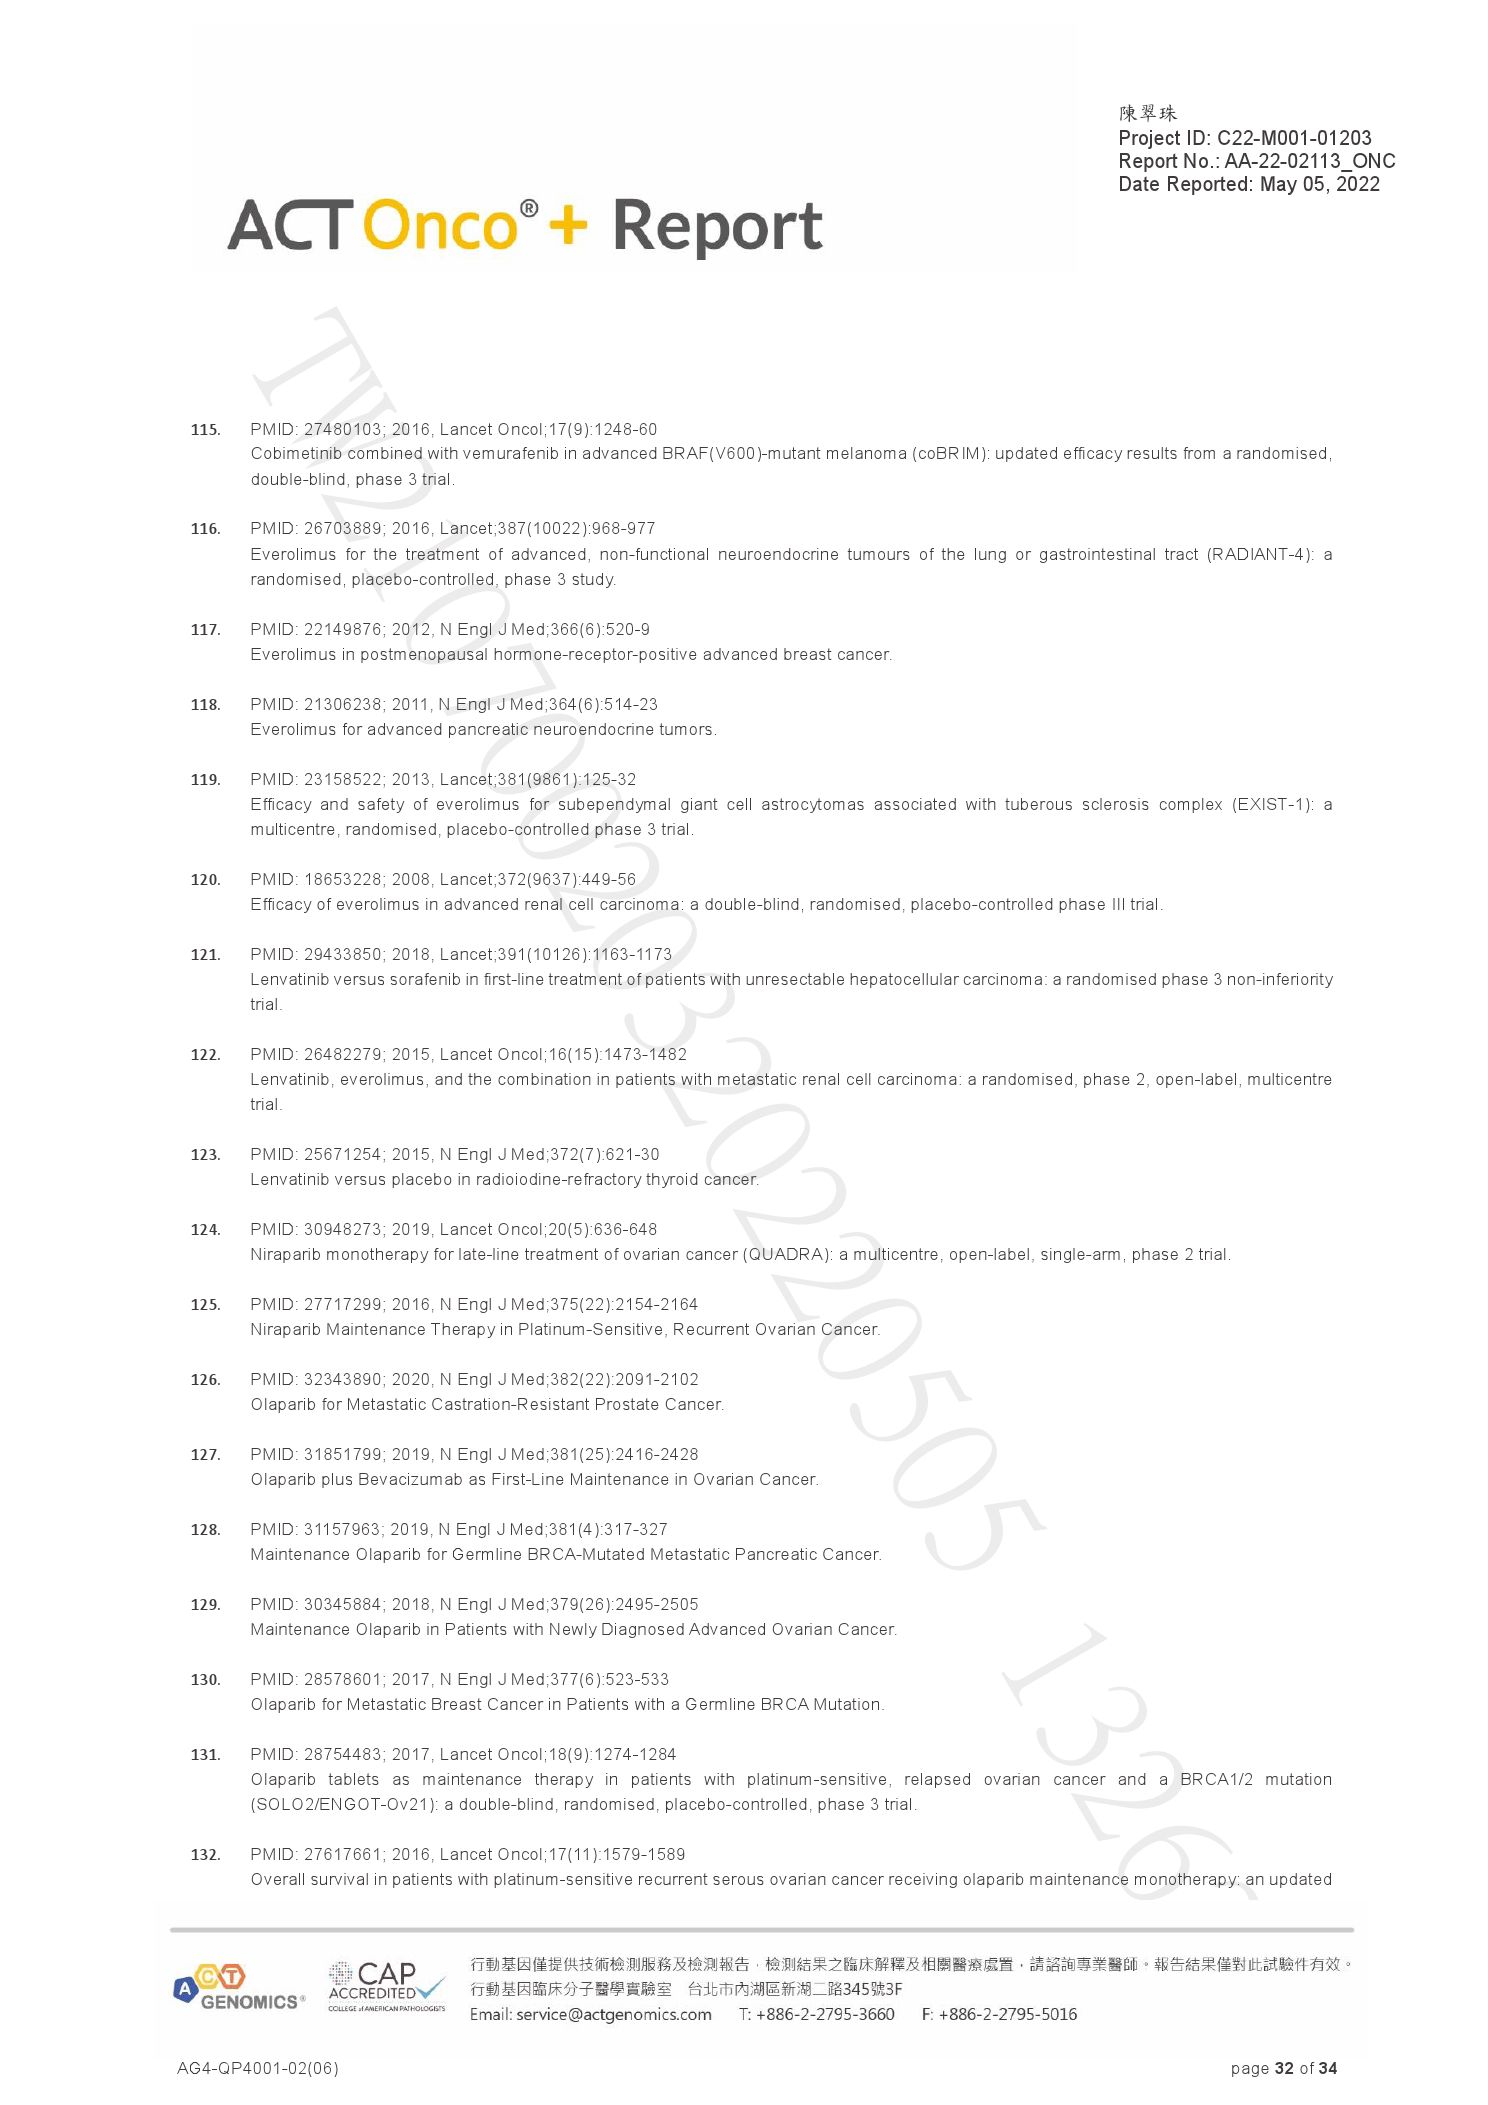 陳翠珠
Project ID: C22-M001-01203
Report No.: AA-22-02113_ONC
Date Reported: May 05, 2022
ACTOnco®+ Report
TW21070020320220505 1326
115. PMID: 27480103; 2016, Lancet Oncol;17(9):1248-60
Cobimetinib combined with vemurafenib in advanced BRAF(V600)-mutant melanoma (coBRIM): updated efficacy results from a randomised,
double-blind, phase 3 trial.
116. PMID: 26703889; 2016, Lancet;387(10022):968-977
Everolimus for the treatment of advanced, non-functional neuroendocrine tumours of the lung or gastrointestinal tract (RADIANT-4): a
randomised, placebo-controlled, phase 3 study.
117. PMID: 22149876; 2012, N Engl J Med;366(6):520-9
Everolimus in postmenopausal hormone-receptor-positive advanced breast cancer.
118. PMID: 21306238; 2011, N Engl J Med;364(6):514-23
Everolimus for advanced pancreatic neuroendocrine tumors.
119. PMID: 23158522; 2013, Lancet;381(9861):125-32
Efficacy and safety of everolimus for subependymal giant cell astrocytomas associated with tuberous sclerosis complex (EXIST-1): a
multicentre, randomised, placebo-controlled phase 3 trial.
120. PMID: 18653228; 2008, Lancet;372(9637):449-56
Efficacy of everolimus in advanced renal cell carcinoma: a double-blind, randomised, placebo-controlled phase III trial.
121. PMID: 29433850; 2018, Lancet;391(10126):1163-1173
Lenvatinib versus sorafenib in first-line treatment of patients with unresectable hepatocellular carcinoma: a randomised phase 3 non-inferiority
trial.
122. PMID: 26482279; 2015, Lancet Oncol;16(15):1473-1482
Lenvatinib, everolimus, and the combination in patients with metastatic renal cell carcinoma: a randomised, phase 2, open-label, multicentre
trial.
123. PMID: 25671254; 2015, N Engl J Med;372(7):621-30
Lenvatinib versus placebo in radioiodine-refractory thyroid cancer.
124. PMID: 30948273; 2019, Lancet Oncol;20(5):636-648
Niraparib monotherapy for late-line treatment of ovarian cancer (QUADRA): a multicentre, open-label, single-arm, phase 2 trial.
125. PMID: 27717299; 2016, N Engl J Med;375(22):2154-2164
Niraparib Maintenance Therapy in Platinum-Sensitive, Recurrent Ovarian Cancer.
126. PMID: 32343890; 2020, N Engl J Med;382(22):2091-2102
Olaparib for Metastatic Castration-Resistant Prostate Cancer.
127. PMID: 31851799; 2019, N Engl J Med;381(25):2416-2428
Olaparib plus Bevacizumab as First-Line Maintenance in Ovarian Cancer.
128. PMID: 31157963; 2019, N Engl J Med;381(4):317-327
Maintenance Olaparib for Germline BRCA-Mutated Metastatic Pancreatic Cancer.
129. PMID: 30345884; 2018, N Engl J Med;379(26):2495-2505
Maintenance Olaparib in Patients with Newly Diagnosed Advanced Ovarian Cancer.
130. PMID: 28578601; 2017, N Engl J Med;377(6):523-533
Olaparib for Metastatic Breast Cancer in Patients with a Germline BRCA Mutation.
131. PMID: 28754483; 2017, Lancet Oncol;18(9):1274-1284
Olaparib tablets as maintenance therapy in patients with platinum-sensitive, relapsed ovarian cancer and a BRCA1/2 mutation
(SOLO2/ENGOT-Ov21): a double-blind, randomised, placebo-controlled, phase 3 trial.
132. PMID: 27617661; 2016, Lancet Oncol;17(11):1579-1589
Overall survival in patients with platinum-sensitive recurrent serous ovarian cancer receiving olaparib maintenance monotherapy: an updated
行動基因僅提供技術檢測服務及檢測報告，檢測結果之臨床解釋及相關醫療處置，請諮詢專業醫師。報告結果僅對此試驗件有效。
行動基因臨床分子醫學實驗室 台北市內湖區新湖二路345號3F
Email: service@actgenomics.com T: +886-2-2795-3660 F: +886-2-2795-5016
ACT GENOMICS®
CAP ACCREDITED
COLLEGE of AMERICAN PATHOLOGISTS
AG4-QP4001-02(06)
page 32 of 34